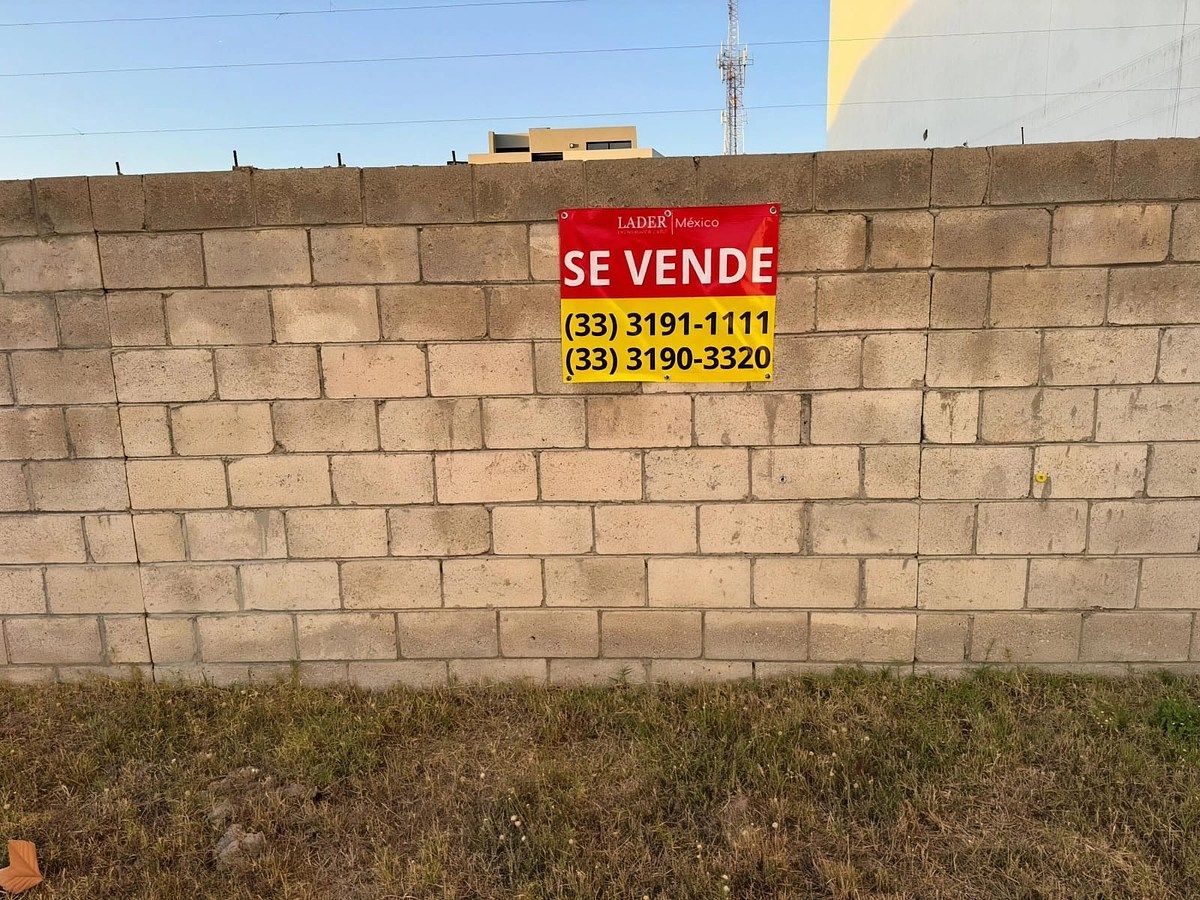 LADER México
SE VENDE
(33) 3191-1111
(33) 3190-3320